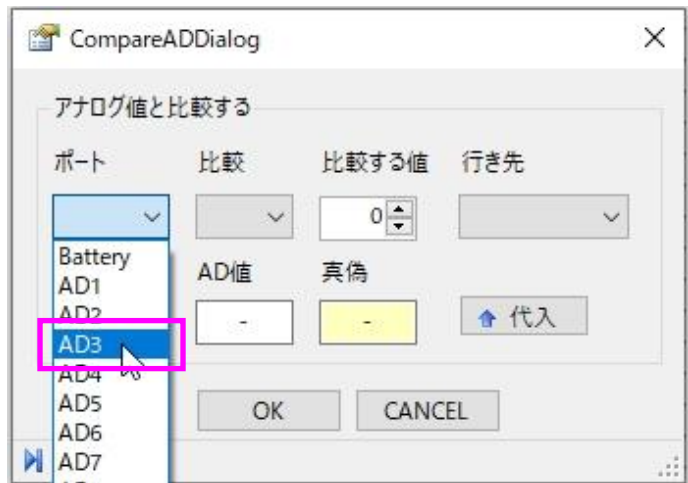 CompareADDialog
アナログ値と比較する
ポート 比較 比較する値 行き先
0
Battery
AD1
AD2
AD3
AD4
AD5
AD6
AD7
AD値 真偽
- - 代入
OK CANCEL